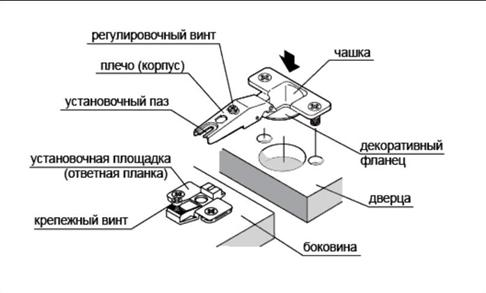 регулировочный винт
плечо (корпус)
чашка
установочный паз
установочная площадка
(ответная планка)
декоративный
фланец
дверца
крепежный винт
боковина